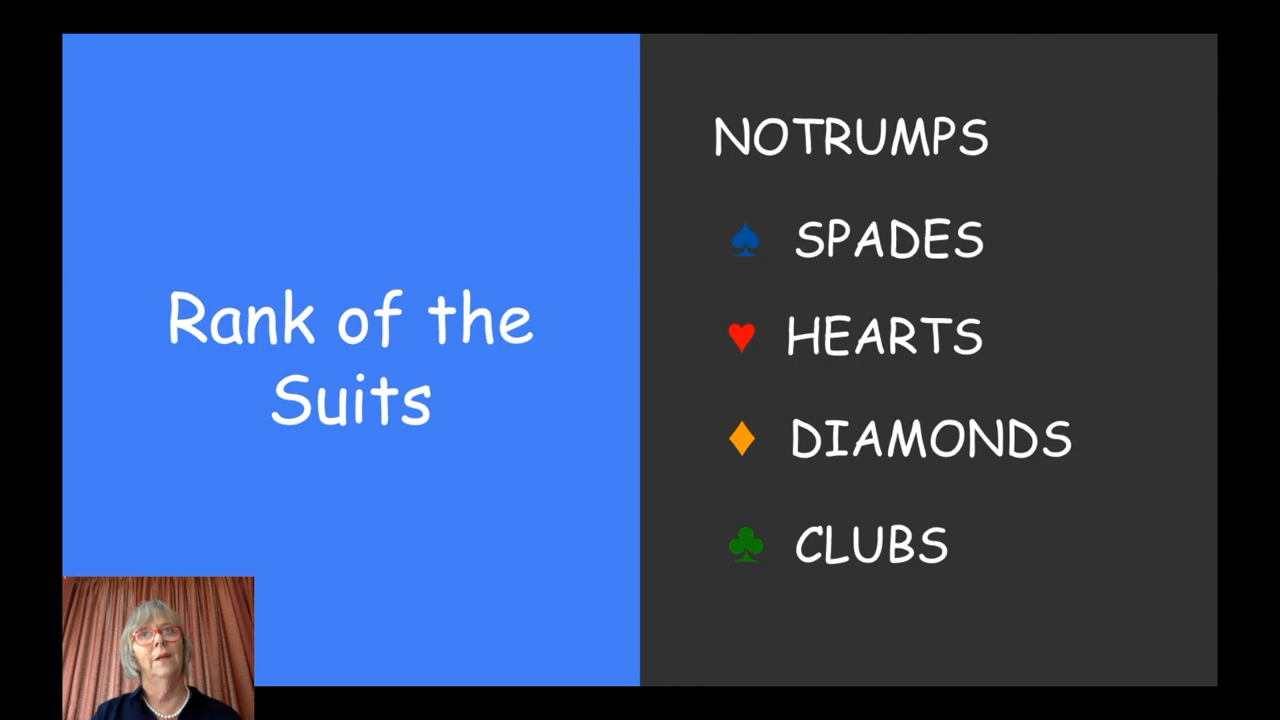 Rank of the
Suits
NOTRUMPS
♠ SPADES
♥ HEARTS
♦ DIAMONDS
♣ CLUBS